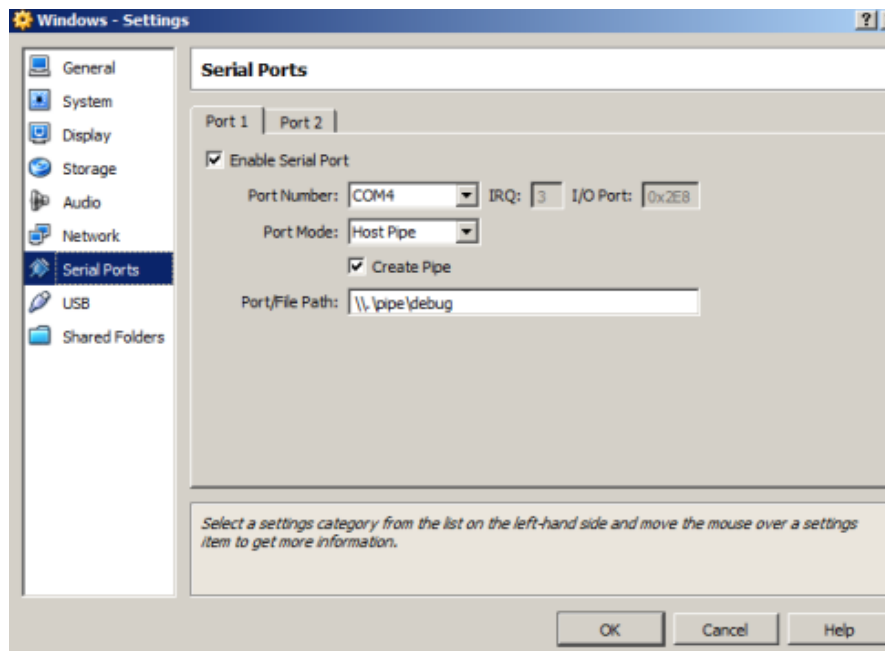 Windows - Settings
General
System
Display
Storage
Audio
Network
Serial Ports
USB
Shared Folders
Serial Ports
Port 1
Port 2
Enable Serial Port
Port Number: COM4 IRQ: 3 I/O Port: 0x2E8
Port Mode: Host Pipe
Create Pipe
Port/File Path: \\.\pipe\debug
Select a settings category from the list on the left-hand side and move the mouse over a settings
item to get more information.
OK Cancel Help